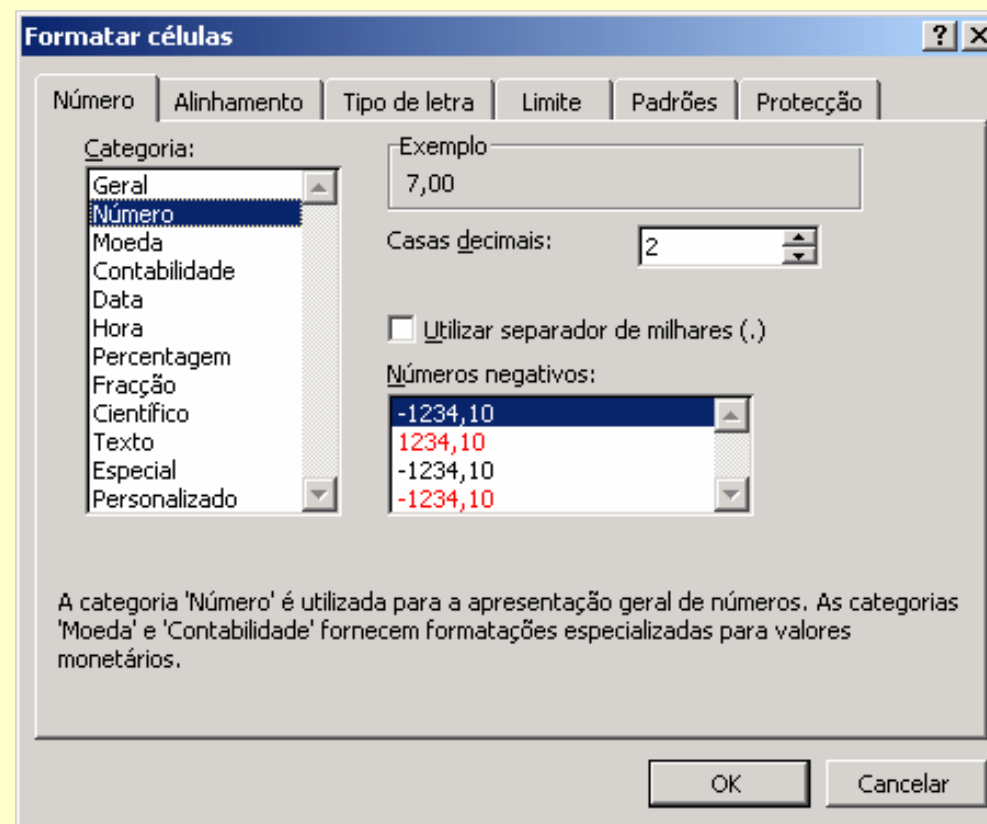 Formatar células
Número Alinhamento Tipo de letra Limite Padrões Protecção
Categoria:
Geral
Número
Moeda
Contabilidade
Data
Hora
Percentagem
Fracção
Científico
Texto
Especial
Personalizado
Exemplo
7,00
Casas decimais: 2
Utilizar separador de milhares (.)
Números negativos:
-1234,10
1234,10
-1234,10
-1234,10
A categoria 'Número' é utilizada para a apresentação geral de números. As categorias
'Moeda' e 'Contabilidade' fornecem formatações especializadas para valores
monetários.
OK Cancelar